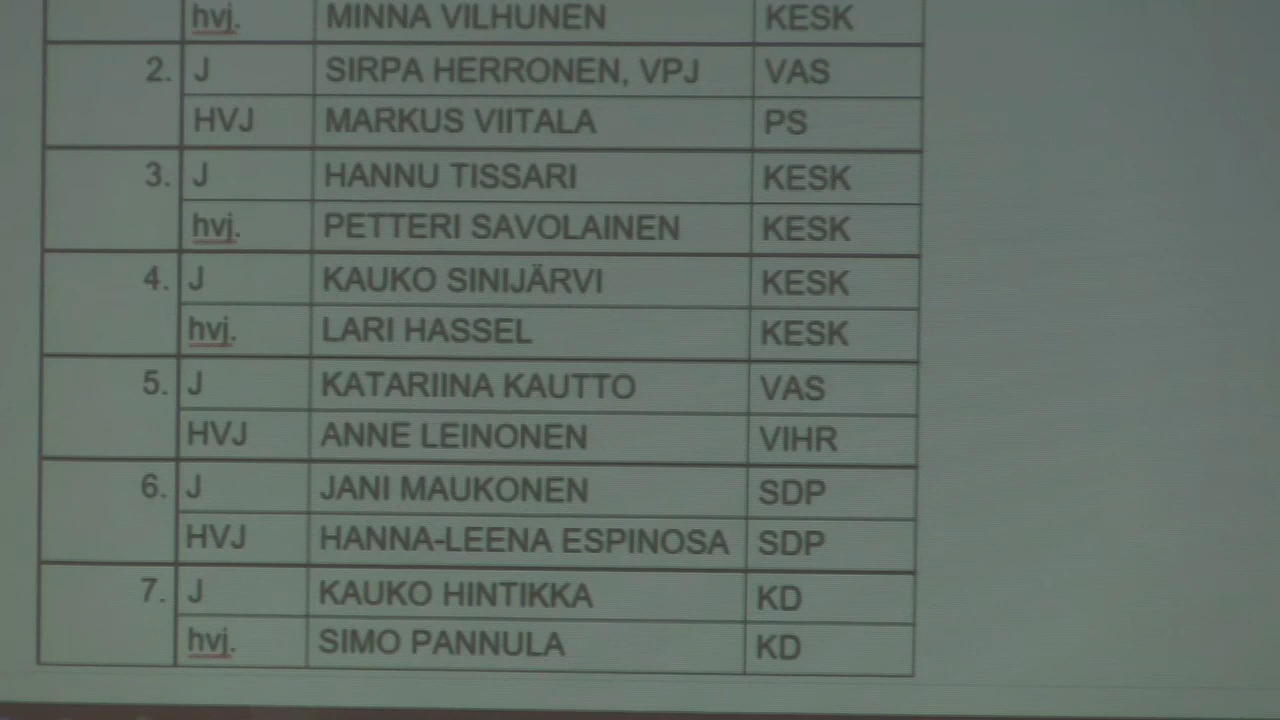 hvj. MINNA VILHUNEN KESK
2. J SIRPA HERRONEN, VPJ VAS
HVJ MARKUS VIITALA PS
3. J HANNU TISSARI KESK
hvj. PETTERI SAVOLAINEN KESK
4. J KAUKO SINIJÄRVI KESK
hvj. LARI HASSEL KESK
5. J KATARIINA KAUTTO VAS
HVJ ANNE LEINONEN VIHR
6. J JANI MAUKONEN SDP
HVJ HANNA-LEENA ESPINOSA SDP
7. J KAUKO HINTIKKA KD
hvj. SIMO PANNULA KD